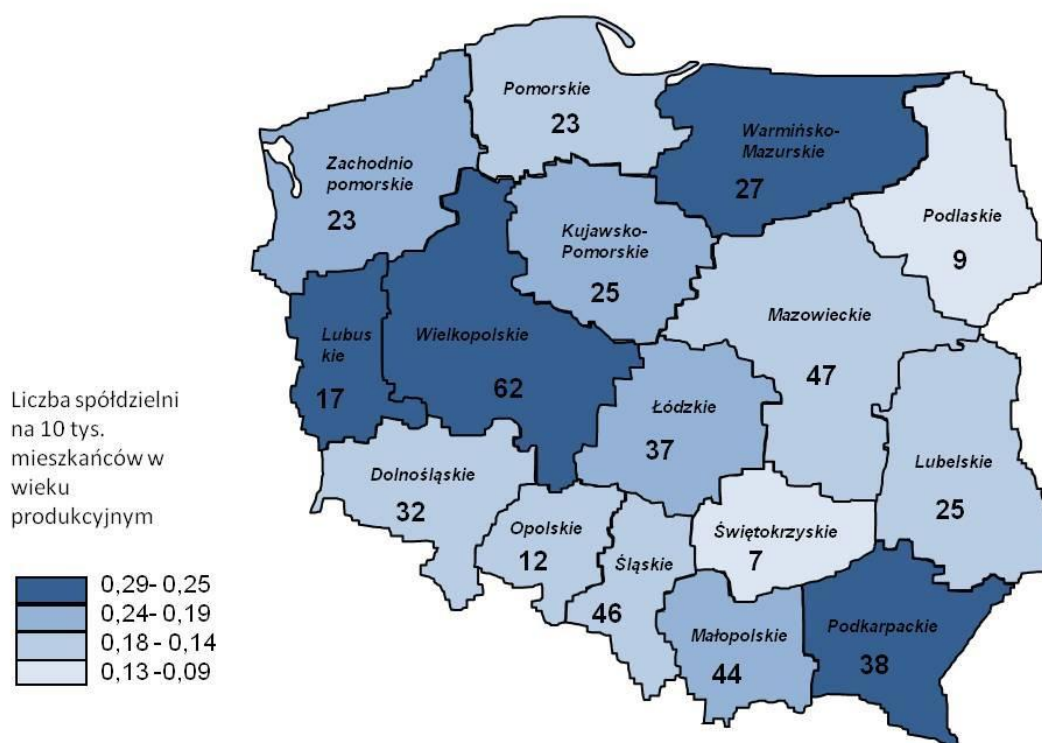 Pomorskie
23
Warmińsko-
Mazurskie
27
Zachodnio
pomorskie
23
Podlaskie
9
Kujawsko-
Pomorskie
25
Mazowieckie
47
Lubus
kie
17
Wielkopolskie
62
Łódzkie
37
Lubelskie
25
Dolnośląskie
32
Opolskie
12
Śląskie
46
Świętokrzyskie
7
Małopolskie
44
Podkarpackie
38
Liczba spółdzielni
na 10 tys.
mieszkańców w
wieku
produkcyjnym
0,29- 0,25
0,24- 0,19
0,18 - 0,14
0,13 -0,09